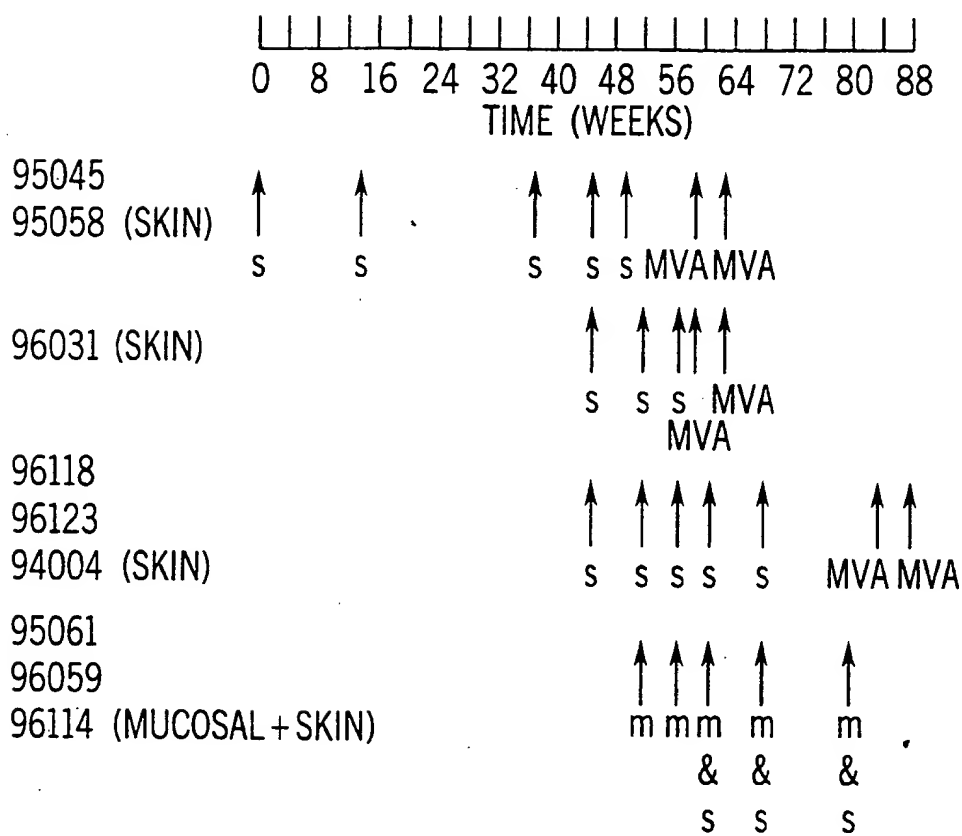 0 8 16 24 32 40 48 56 64 72 80 88
TIME (WEEKS)
95045
95058 (SKIN)
s s s s s MVA MVA
96031 (SKIN)
s s s MVA
MVA
96118
96123
94004 (SKIN)
s s s s s MVA MVA
95061
96059
96114 (MUCOSAL + SKIN)
m m m m m
& & &
s s s